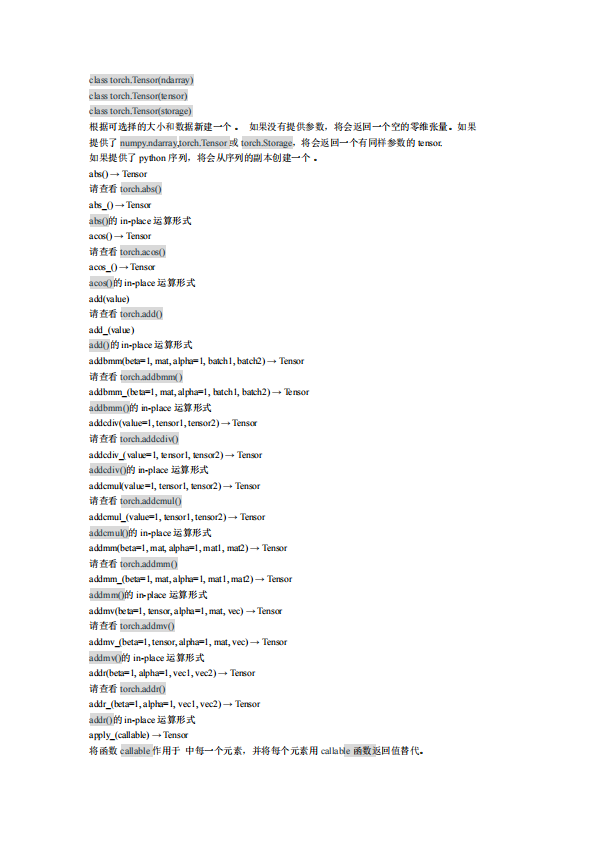 class torch.Tensor(ndarray)
class torch.Tensor(tensor)
class torch.Tensor(storage)
根据可选择的大小和数据新建一个 。 如果没有提供参数，将会返回一个空的零维张量。如果
提供了 numpy.ndarray,torch.Tensor 或 torch.Storage，将会返回一个有同样参数的 tensor.
如果提供了 python 序列，将会从序列的副本创建一个 。
abs() → Tensor
请查看 torch.abs()
abs_() → Tensor
abs()的 in-place 运算形式
acos() → Tensor
请查看 torch.acos()
acos_() → Tensor
acos()的 in-place 运算形式
add(value)
请查看 torch.add()
add_(value)
add()的 in-place 运算形式
addbmm(beta=1, mat, alpha=1, batch1, batch2) → Tensor
请查看 torch.addbmm()
addbmm_(beta=1, mat, alpha=1, batch1, batch2) → Tensor
addbmm()的 in-place 运算形式
addcdiv(value=1, tensor1, tensor2) → Tensor
请查看 torch.addcdiv()
addcdiv_(value=1, tensor1, tensor2) → Tensor
addcdiv()的 in-place 运算形式
addcmul(value=1, tensor1, tensor2) → Tensor
请查看 torch.addcmul()
addcmul_(value=1, tensor1, tensor2) → Tensor
addcmul()的 in-place 运算形式
addmm(beta=1, mat, alpha=1, mat1, mat2) → Tensor
请查看 torch.addmm()
addmm_(beta=1, mat, alpha=1, mat1, mat2) → Tensor
addmm()的 in-place 运算形式
addmv(beta=1, tensor, alpha=1, mat, vec) → Tensor
请查看 torch.addmv()
addmv_(beta=1, tensor, alpha=1, mat, vec) → Tensor
addmv()的 in-place 运算形式
addr(beta=1, alpha=1, vec1, vec2) → Tensor
请查看 torch.addr()
addr_(beta=1, alpha=1, vec1, vec2) → Tensor
addr()的 in-place 运算形式
apply_(callable) → Tensor
将函数 callable 作用于 中每一个元素，并将每个元素用 callable 函数返回值替代。